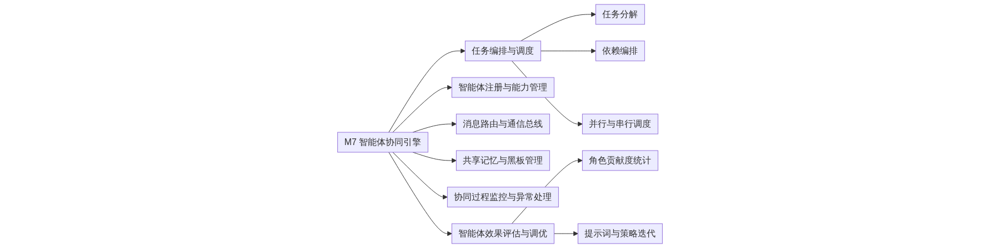 任务分解
任务编排与调度
依赖编排
智能体注册与能力管理
消息路由与通信总线
并行与串行调度
M7 智能体协同引擎
共享记忆与黑板管理
角色贡献度统计
协同过程监控与异常处理
智能体效果评估与调优
提示词与策略迭代